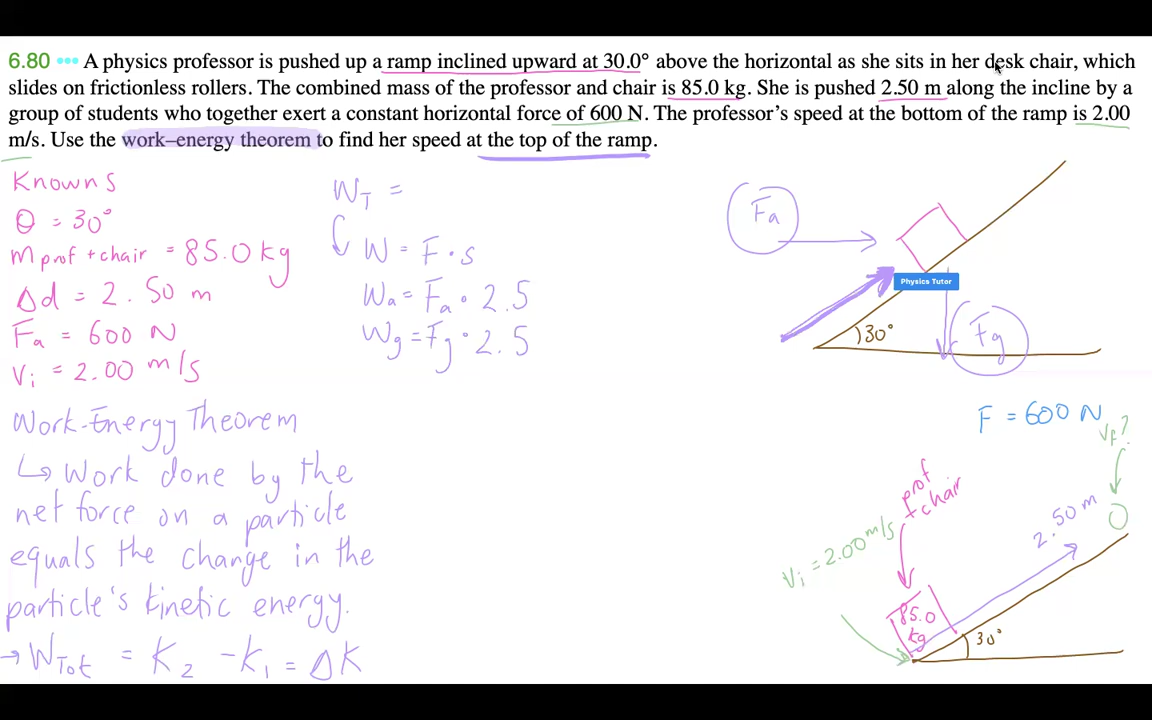 6.80 ••• A physics professor is pushed up a ramp inclined upward at 30.0° above the horizontal as she sits in her desk chair, which
slides on frictionless rollers. The combined mass of the professor and chair is 85.0 kg. She is pushed 2.50 m along the incline by a
group of students who together exert a constant horizontal force of 600 N. The professor's speed at the bottom of the ramp is 2.00
m/s. Use the work–energy theorem to find her speed at the top of the ramp.
Knowns
θ = 30°
m prof + chair = 85.0 kg
Δd = 2.50 m
Fa = 600 N
Vi = 2.00 m/s
Work-Energy Theorem
↳ Work done by the
net force on a particle
equals the change in the
particle's kinetic energy.
→ WTot = K2 - K1 = ΔK
WT =
W = F · s
Wa = Fa · 2.5
Wg = Fg · 2.5
Fa
Physics Tutor
30°
Fg
F = 600 N
Vf?
prof
+ chair
2.50 m
Vi = 2.00 m/s
85.0
kg
30°